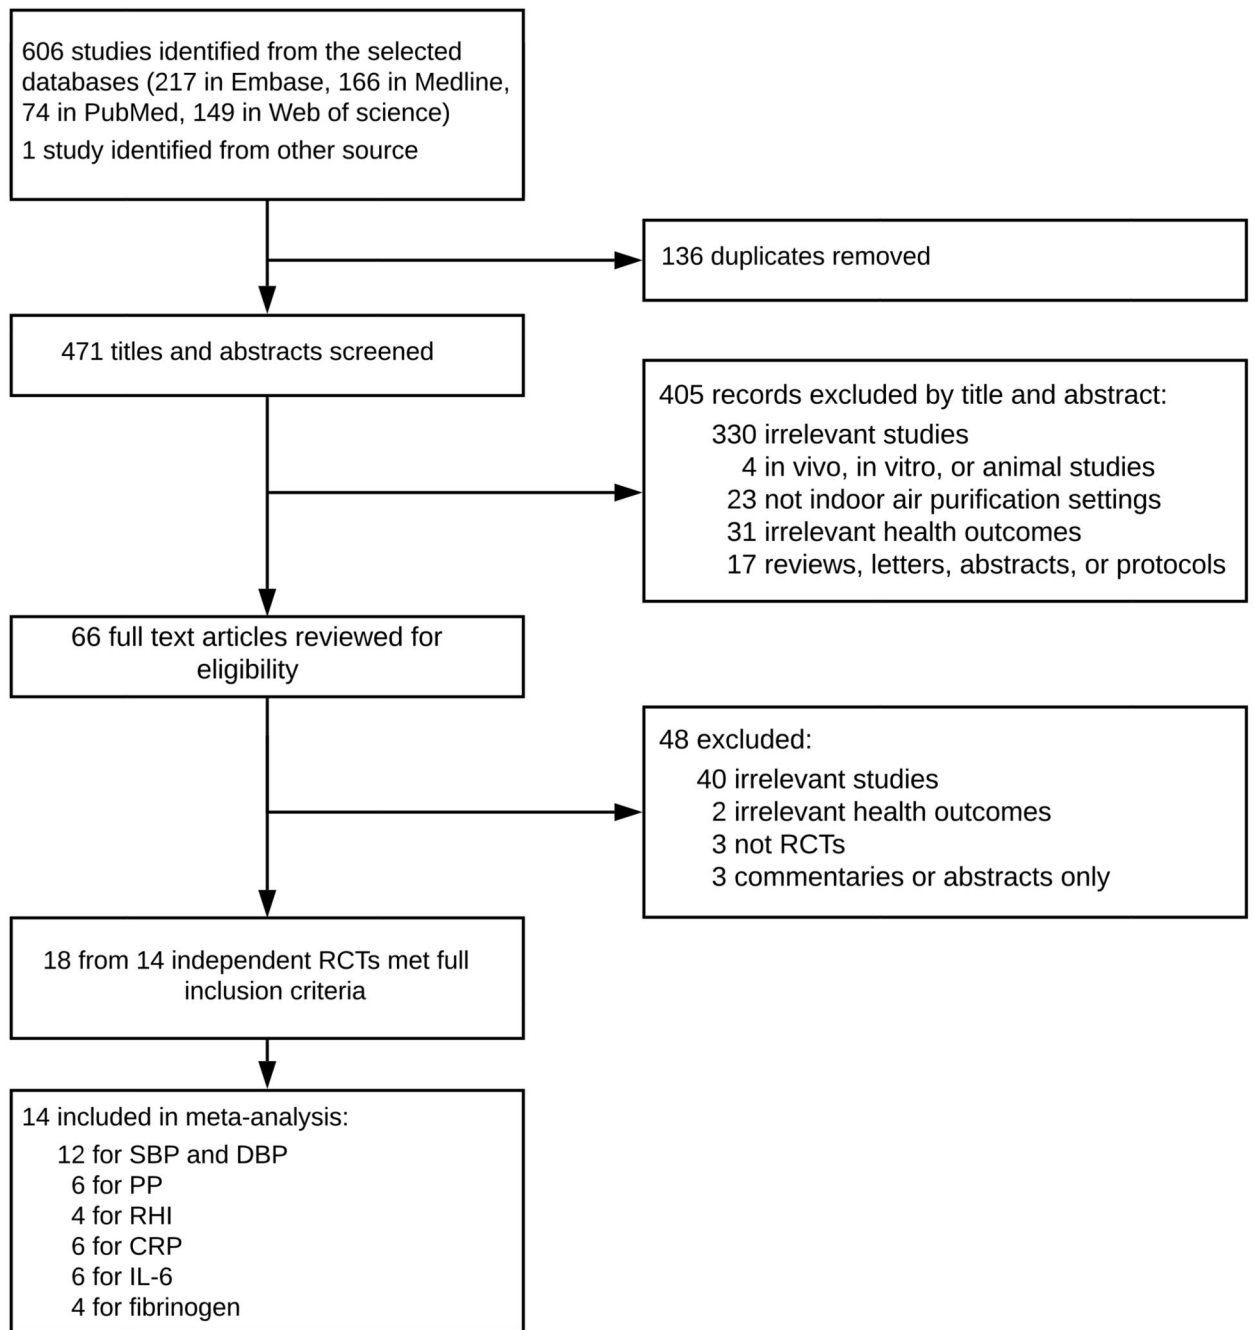 606 studies identified from the selected
databases (217 in Embase, 166 in Medline,
74 in PubMed, 149 in Web of science)
1 study identified from other source
136 duplicates removed
471 titles and abstracts screened
405 records excluded by title and abstract:
330 irrelevant studies
4 in vivo, in vitro, or animal studies
23 not indoor air purification settings
31 irrelevant health outcomes
17 reviews, letters, abstracts, or protocols
66 full text articles reviewed for
eligibility
48 excluded:
40 irrelevant studies
2 irrelevant health outcomes
3 not RCTs
3 commentaries or abstracts only
18 from 14 independent RCTs met full
inclusion criteria
14 included in meta-analysis:
12 for SBP and DBP
6 for PP
4 for RHI
6 for CRP
6 for IL-6
4 for fibrinogen